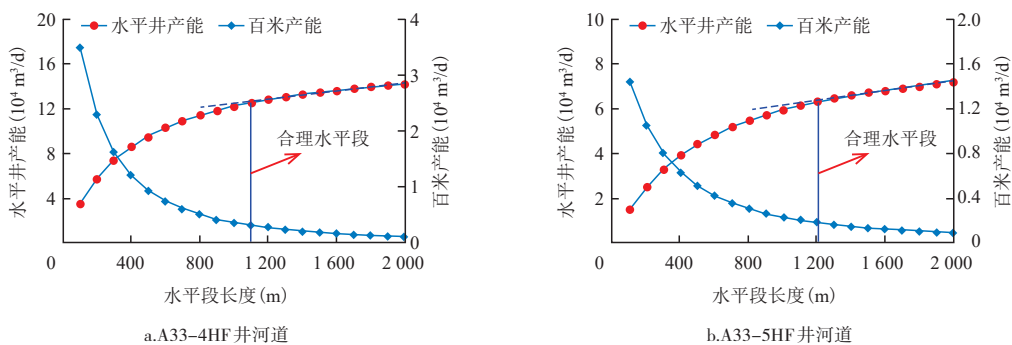 水平井产能 百米产能
水平井产能(10⁴ m³/d)
20
16
12
8
4
0
百米产能(10⁴ m³/d)
4
3
2
1
0
合理水平段
400 800 1 200 1 600 2 000
水平段长度(m)
a.A33-4HF井河道
水平井产能 百米产能
水平井产能(10⁴ m³/d)
10
8
6
4
2
0
百米产能(10⁴ m³/d)
2.0
1.6
1.2
0.8
0.4
0
合理水平段
400 800 1 200 1 600 2 000
水平段长度(m)
b.A33-5HF井河道